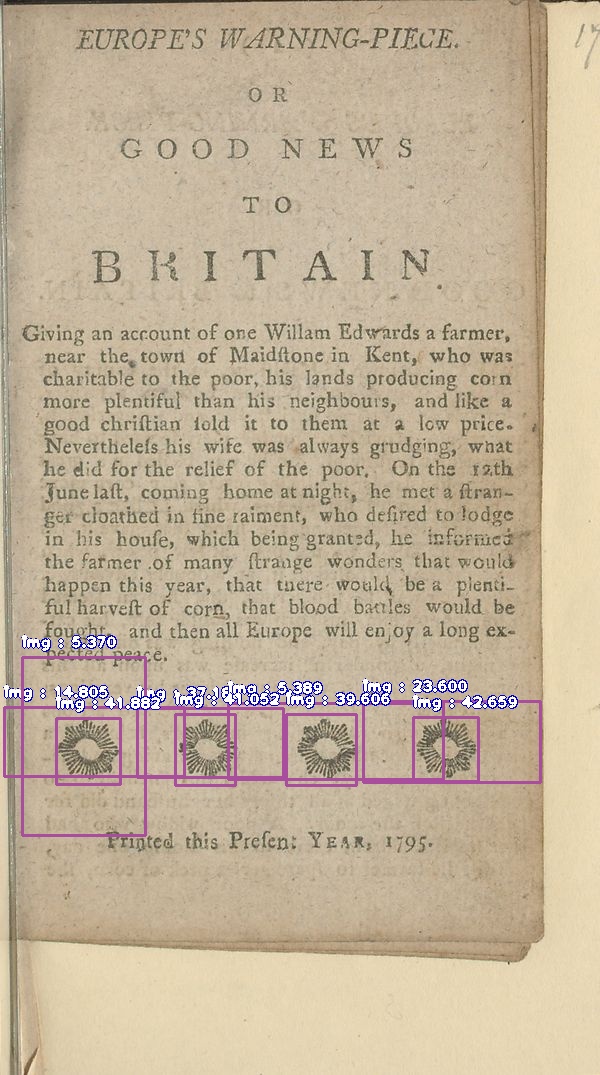 EUROPE'S WARNING-PIECE.
OR
GOOD NEWS
TO
BRITAIN.
Giving an account of one Willam Edwards a farmer,
near the town of Maidſtone in Kent, who was
charitable to the poor, his lands producing corn
more plentiful than his neighbours, and like a
good chriſtian ſold it to them at a low price.
Nevertheleſs his wife was always grudging, what
he did for the relief of the poor. On the 12th
June laſt, coming home at night, he met a ſtran-
ger cloathed in fine raiment, who deſired to lodge
in his houſe, which being granted, he informed
the farmer of many ſtrange wonders that would
happen this year, that there would be a plenti-
ful harveſt of corn, that blood battles would be
fought, and then all Europe will enjoy a long ex-
pected peace.
img : 5.370
img : 14.805
img : 41.882
img : 37.16
img : 41.052
img : 5.389
img : 39.606
img : 23.600
img : 42.659
Printed this Preſent YEAR, 1795.
17